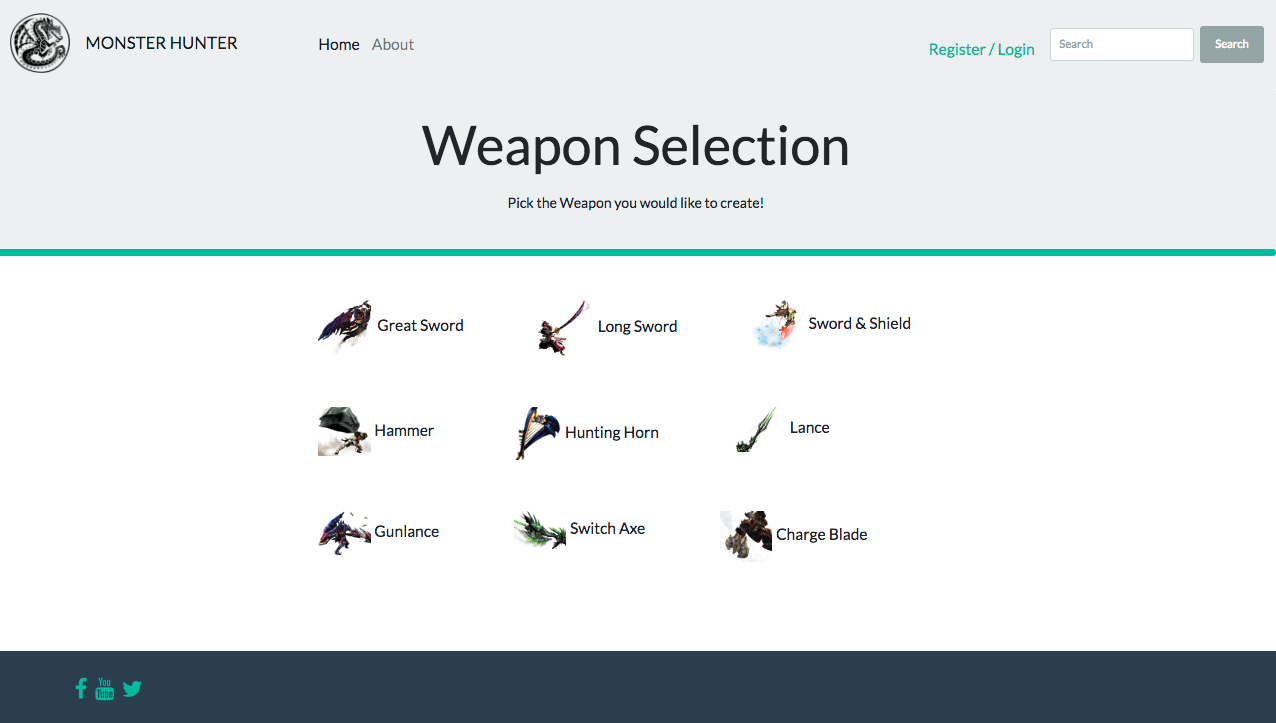 MONSTER HUNTER
Home About
Register / Login
Search
Search
Weapon Selection
Pick the Weapon you would like to create!
Great Sword
Long Sword
Sword & Shield
Hammer
Hunting Horn
Lance
Gunlance
Switch Axe
Charge Blade
You
Tube